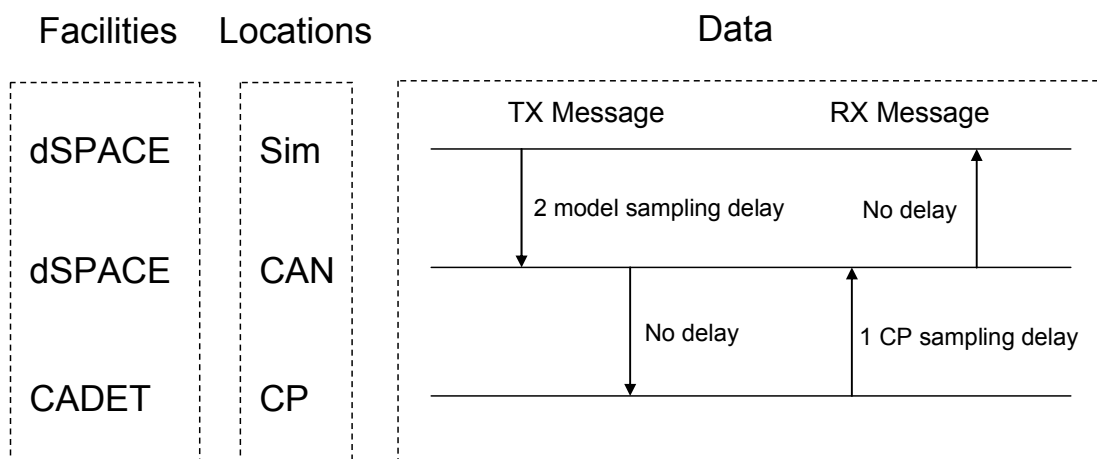 Facilities Locations Data
TX Message RX Message
dSPACE Sim
2 model sampling delay No delay
dSPACE CAN
No delay 1 CP sampling delay
CADET CP